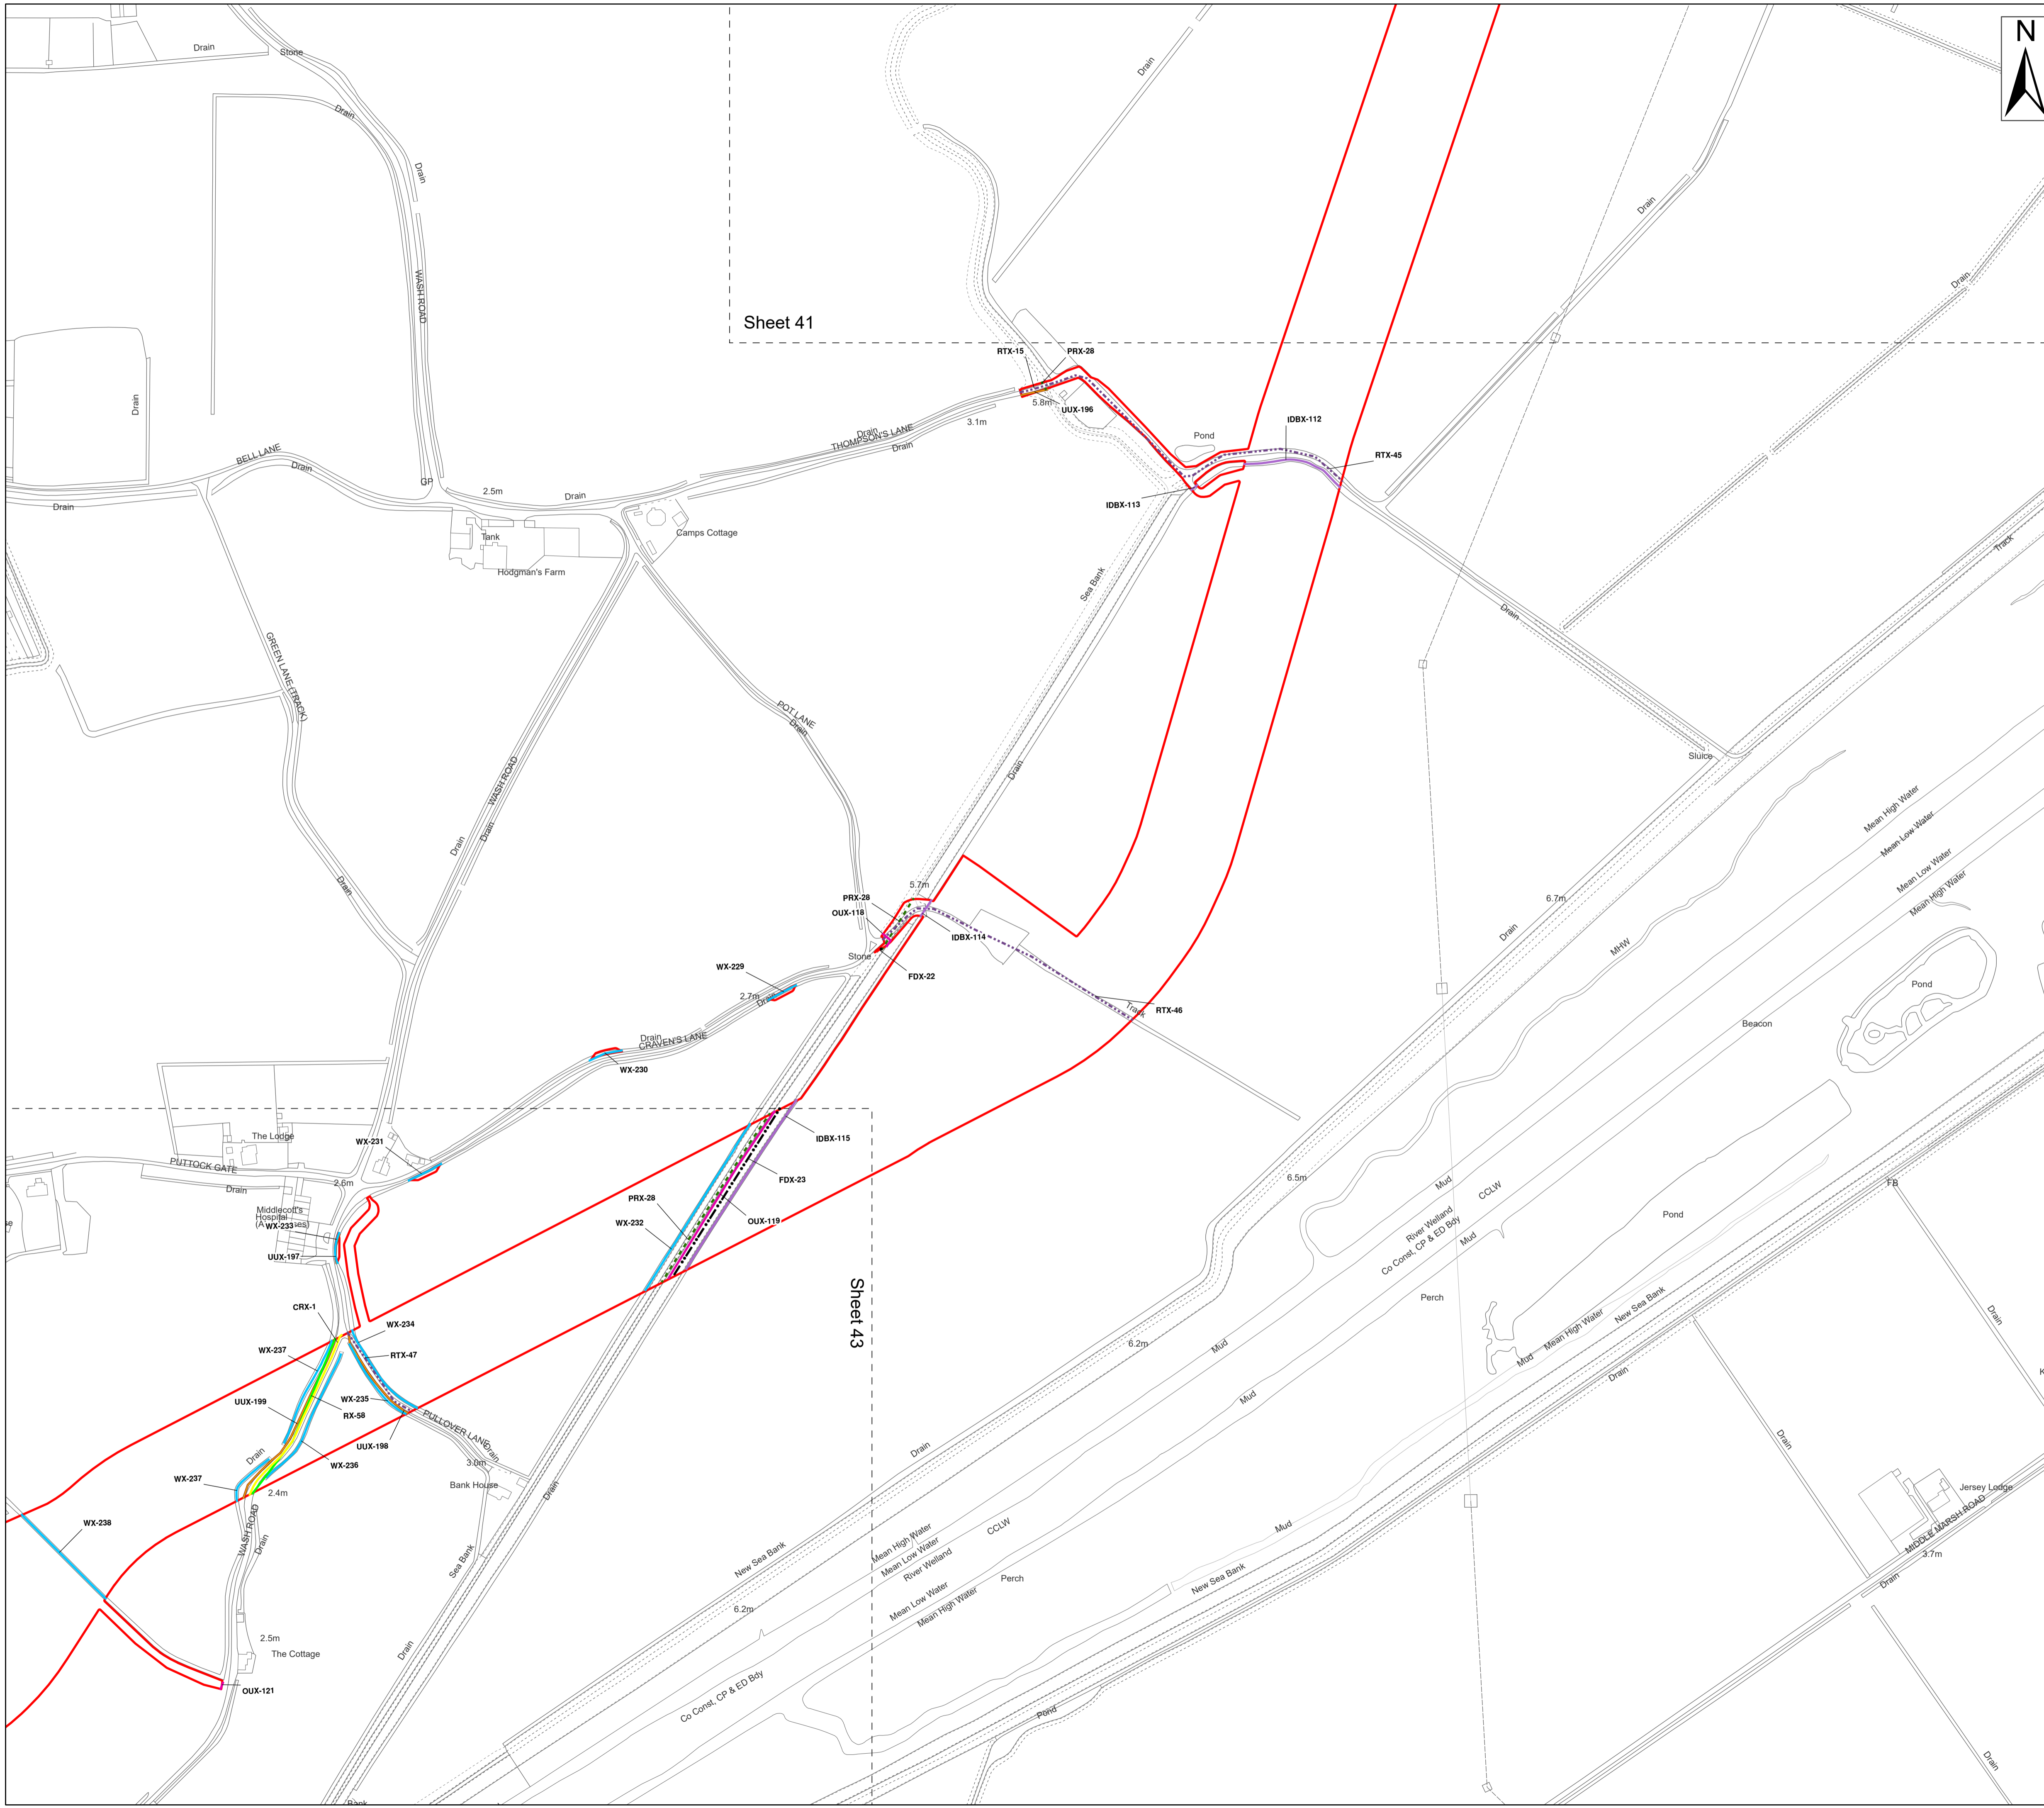 Drain
Stone
N
Drain
Drain
Drain
Drain
WASH ROAD
Drain
Drain
Sheet 41
RTX-15
PRX-28
5.8m
UUX-196
Drain
3.1m
Drain
THOMPSON'S LANE
Drain
Pond
IDBX-112
RTX-45
BELL LANE
Drain
GP
2.5m
Drain
Drain
IDBX-113
Camps Cottage
Tank
Hodgman's Farm
Sea Bank
Track
Drain
GREEN LANE (TRACK)
POT LANE
Drain
Drain
WASH ROAD
Drain
Drain
Sluice
Mean High Water
Mean Low Water
Mean Low Water
Mean High Water
Drain
5.7m
PRX-28
OUX-118
IDBX-114
Stone
FDX-22
6.7m
Drain
MHW
WX-229
2.7m
Drain
Track
RTX-46
Pond
Beacon
Drain
CRAVEN'S LANE
WX-230
The Lodge
WX-231
PUTTOCK GATE
Drain
2.6m
IDBX-115
FDX-23
OUX-119
PRX-28
WX-232
Middlecott's
Hospital
WX-233
UUX-197
6.5m
Mud
CCLW
River Welland
Co Const, CP & ED Bdy
Mud
Pond
FB
Perch
CRX-1
WX-234
WX-237
RTX-47
Sheet 43
New Sea Bank
Mean High Water
Mud
Drain
Drain
6.2m
Mud
UUX-199
WX-235
RX-58
PULLOVER LANE
Drain
UUX-198
Drain
WX-236
3.0m
Bank House
Drain
WX-237
2.4m
WASH ROAD
Drain
Mud
Drain
Drain
Jersey Lodge
MIDDLE MARSH ROAD
3.7m
Drain
WX-238
Mean High Water
Mean Low Water
River Welland
CCLW
Mud
New Sea Bank
Sea Bank
Perch
New Sea Bank
Mean Low Water
Mean High Water
6.2m
2.5m
The Cottage
Drain
OUX-121
Co Const, CP & ED Bdy
Pond
Drain
Bank